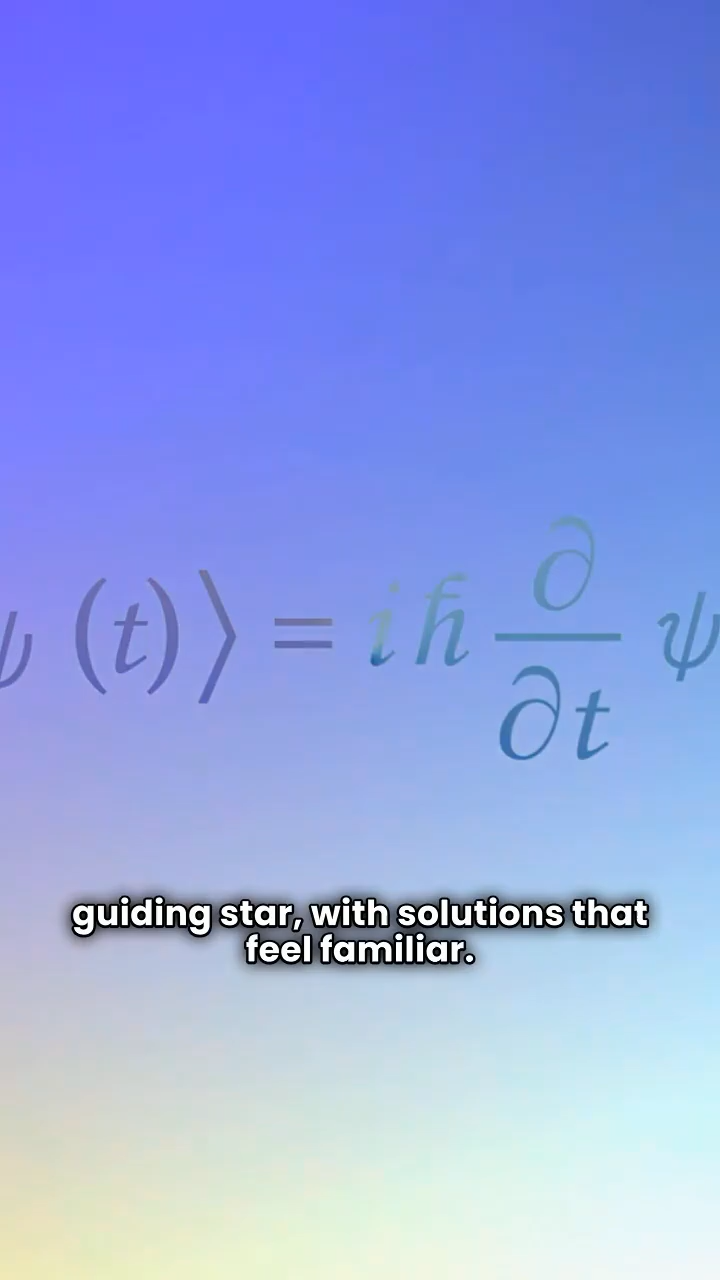 ψ (t)⟩ = iℏ ∂/∂t ψ
guiding star, with solutions that
feel familiar.